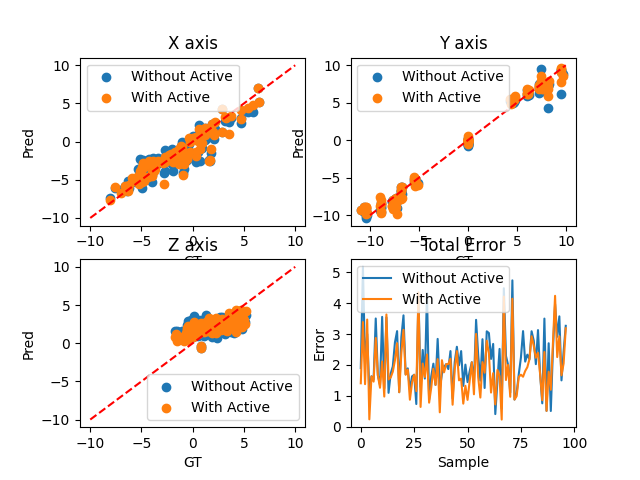 X axis
Y axis
10
5
0
−5
−10
Pred
Without Active
With Active
−10
−5
0
5
10
GT
10
5
0
−5
−10
Pred
Without Active
With Active
−10
−5
0
5
10
GT
Z axis
Total Error
10
5
0
−5
−10
Pred
Without Active
With Active
−10
−5
0
5
10
GT
5
4
3
2
1
0
Error
Without Active
With Active
0
25
50
75
100
Sample